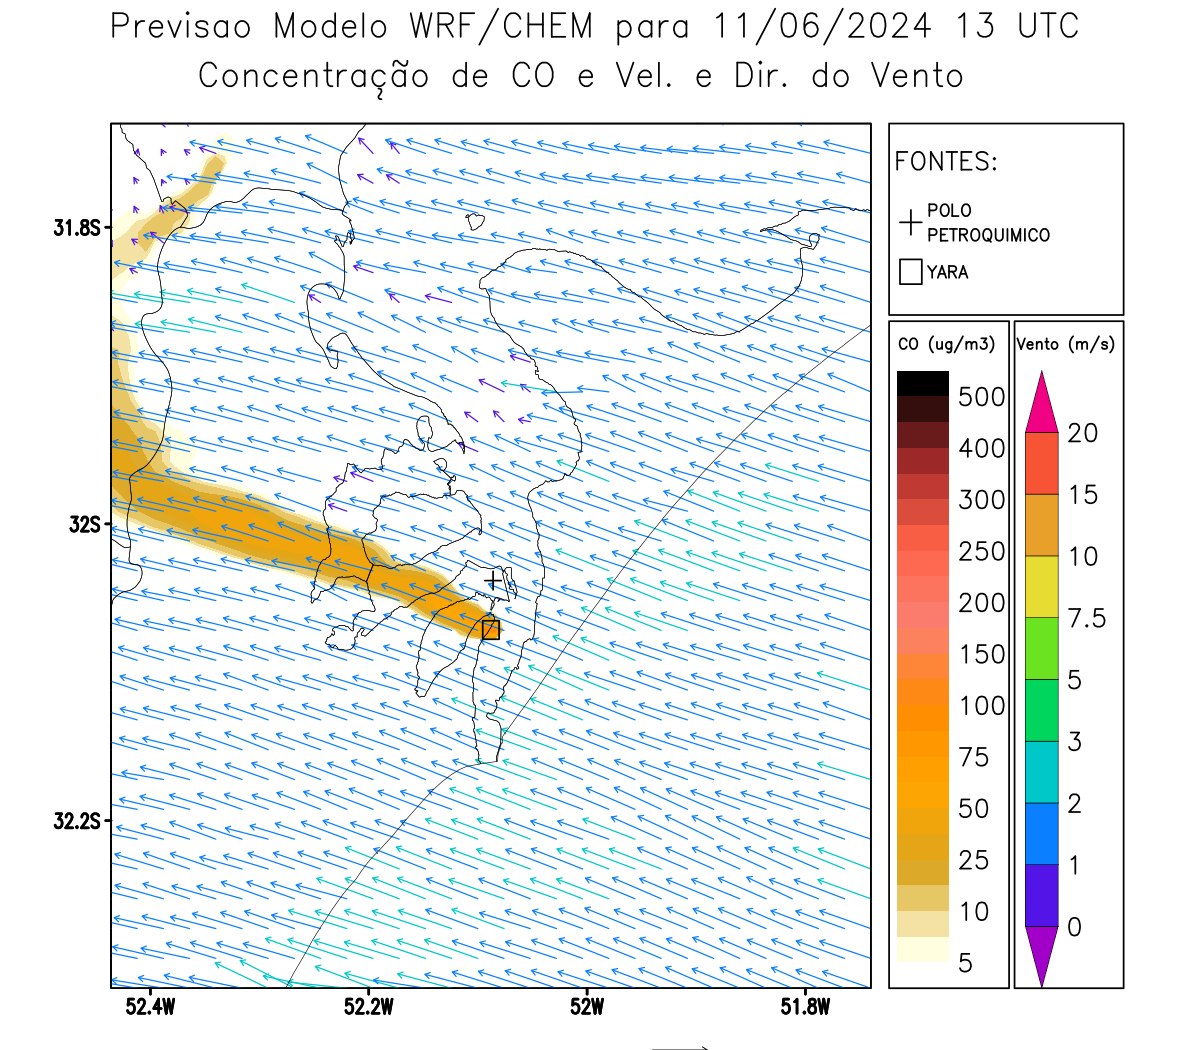 Previsao Modelo WRF/CHEM para 11/06/2024 13 UTC
Concentração de CO e Vel. e Dir. do Vento
FONTES:
POLO
PETROQUIMICO
YARA
CO (ug/m3)
500
400
300
250
200
150
100
75
50
25
10
5
Vento (m/s)
20
15
10
7.5
5
3
2
1
0
31.8S
32S
32.2S
52.4W
52.2W
52W
51.8W